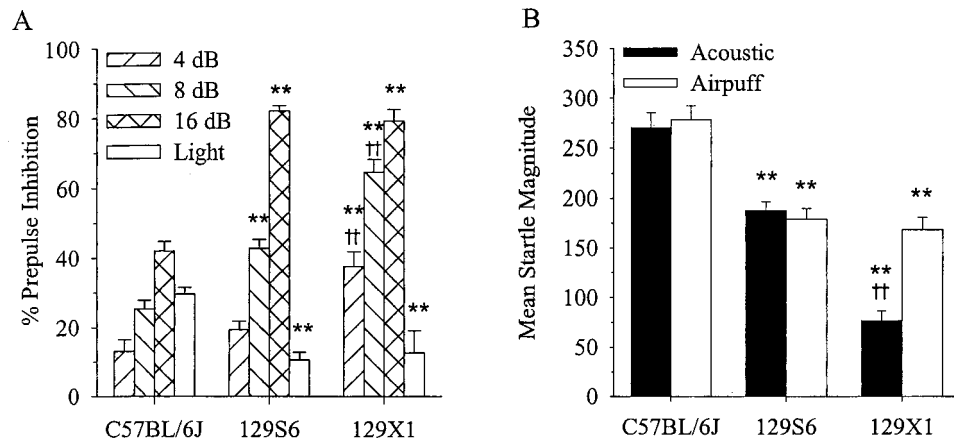 A
% Prepulse Inhibition
100
80
60
40
20
0
4 dB
8 dB
16 dB
Light
**
**
**
**
**
††
**
††
**
**
C57BL/6J 129S6 129X1
B
Mean Startle Magnitude
350
300
250
200
150
100
75
50
0
Acoustic
Airpuff
** **
**
**
††
C57BL/6J 129S6 129X1